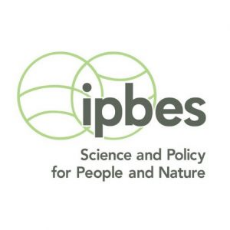 ipbes
Science and Policy
for People and Nature